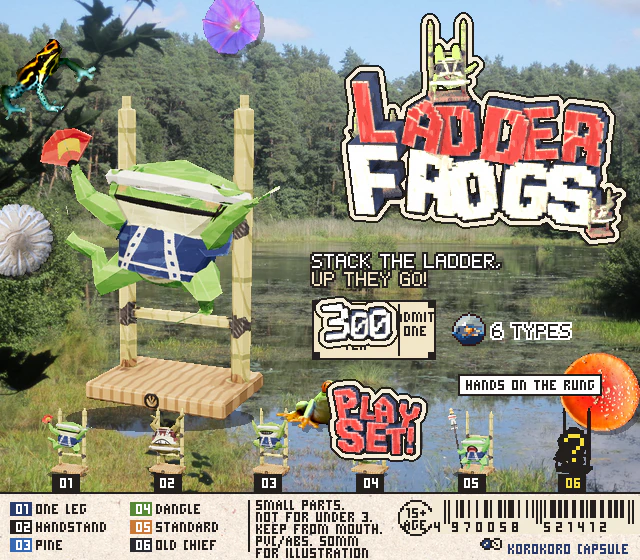 LADDER
FROGS
STACK THE LADDER,
UP THEY GO!
300
ADMIT
ONE
6 TYPES
HANDS ON THE RUNG
PLAY
SET!
?
01
02
03
04
05
06
01 ONE LEG
02 HANDSTAND
03 PINE
04 DANGLE
05 STANDARD
06 OLD CHIEF
SMALL PARTS.
NOT FOR UNDER 3.
KEEP FROM MOUTH.
PVC/ABS. 50MM
FOR ILLUSTRATION
15+
AGE
4 970058 521412
KOROKORO CAPSULE